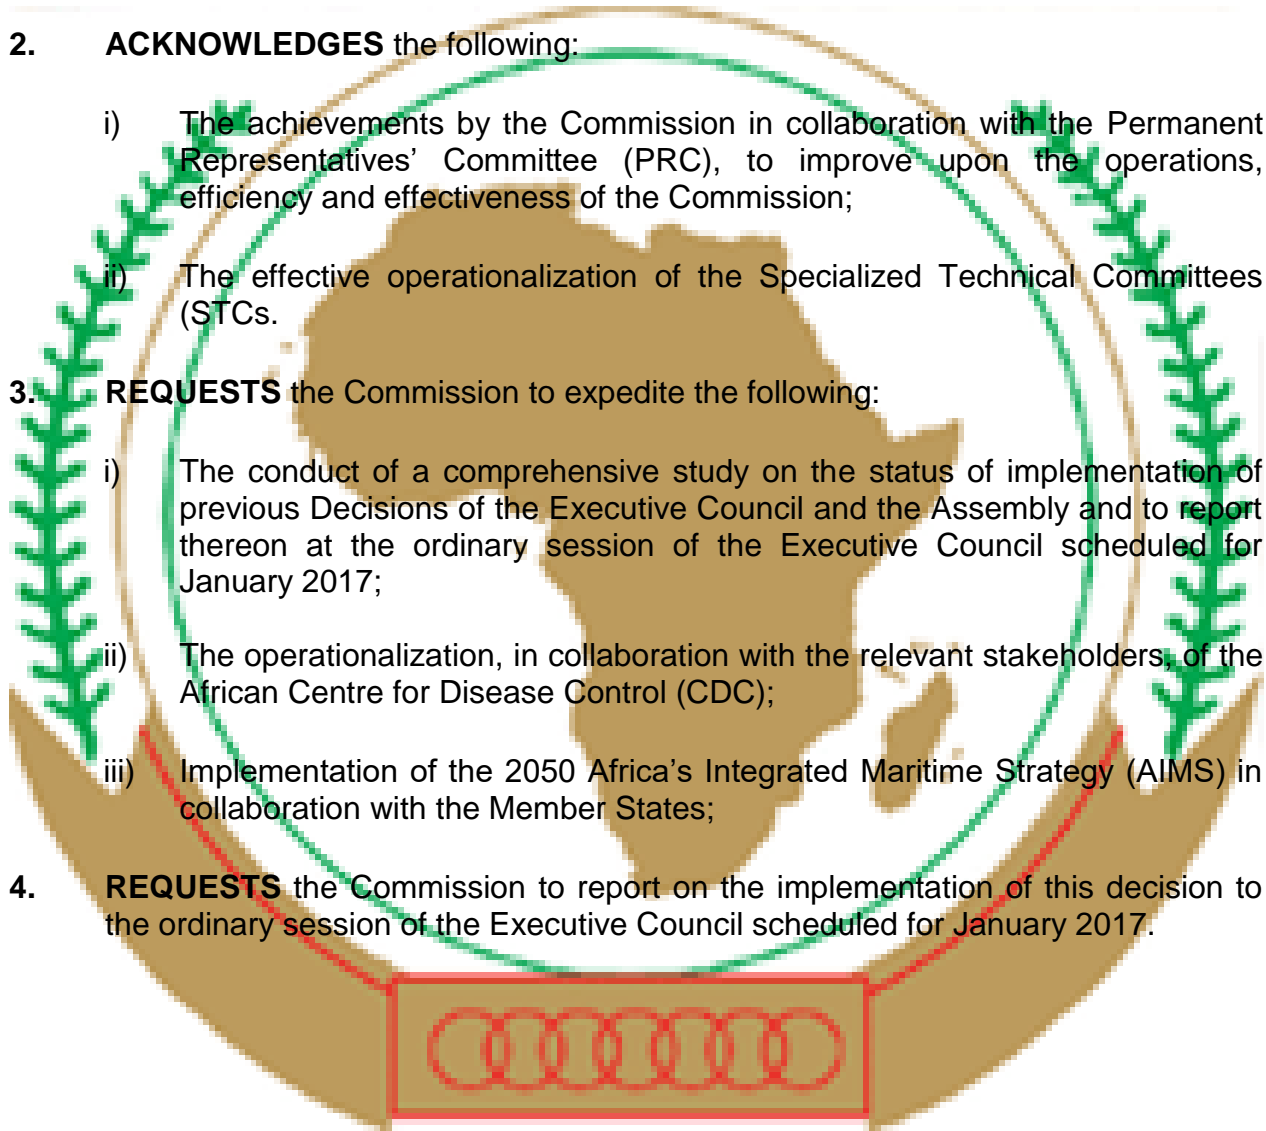 2. ACKNOWLEDGES the following:
i) The achievements by the Commission in collaboration with the Permanent
Representatives’ Committee (PRC), to improve upon the operations,
efficiency and effectiveness of the Commission;
ii) The effective operationalization of the Specialized Technical Committees
(STCs.
3. REQUESTS the Commission to expedite the following:
i) The conduct of a comprehensive study on the status of implementation of
previous Decisions of the Executive Council and the Assembly and to report
thereon at the ordinary session of the Executive Council scheduled for
January 2017;
ii) The operationalization, in collaboration with the relevant stakeholders, of the
African Centre for Disease Control (CDC);
iii) Implementation of the 2050 Africa’s Integrated Maritime Strategy (AIMS) in
collaboration with the Member States;
4. REQUESTS the Commission to report on the implementation of this decision to
the ordinary session of the Executive Council scheduled for January 2017.